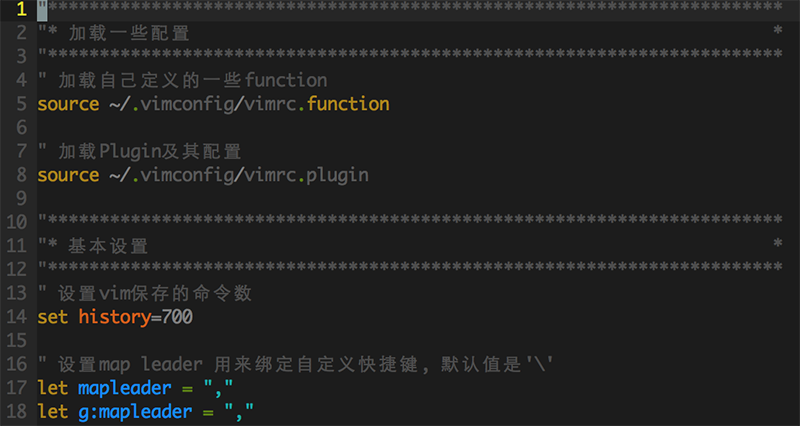 1 "************************************************************************
2 "* 加载一些配置 *
3 "************************************************************************
4 " 加载自己定义的一些function
5 source ~/.vimconfig/vimrc.function
6
7 " 加载Plugin及其配置
8 source ~/.vimconfig/vimrc.plugin
9
10 "************************************************************************
11 "* 基本设置 *
12 "************************************************************************
13 " 设置vim保存的命令数
14 set history=700
15
16 " 设置map leader 用来绑定自定义快捷键, 默认值是'\'
17 let mapleader = ","
18 let g:mapleader = ","